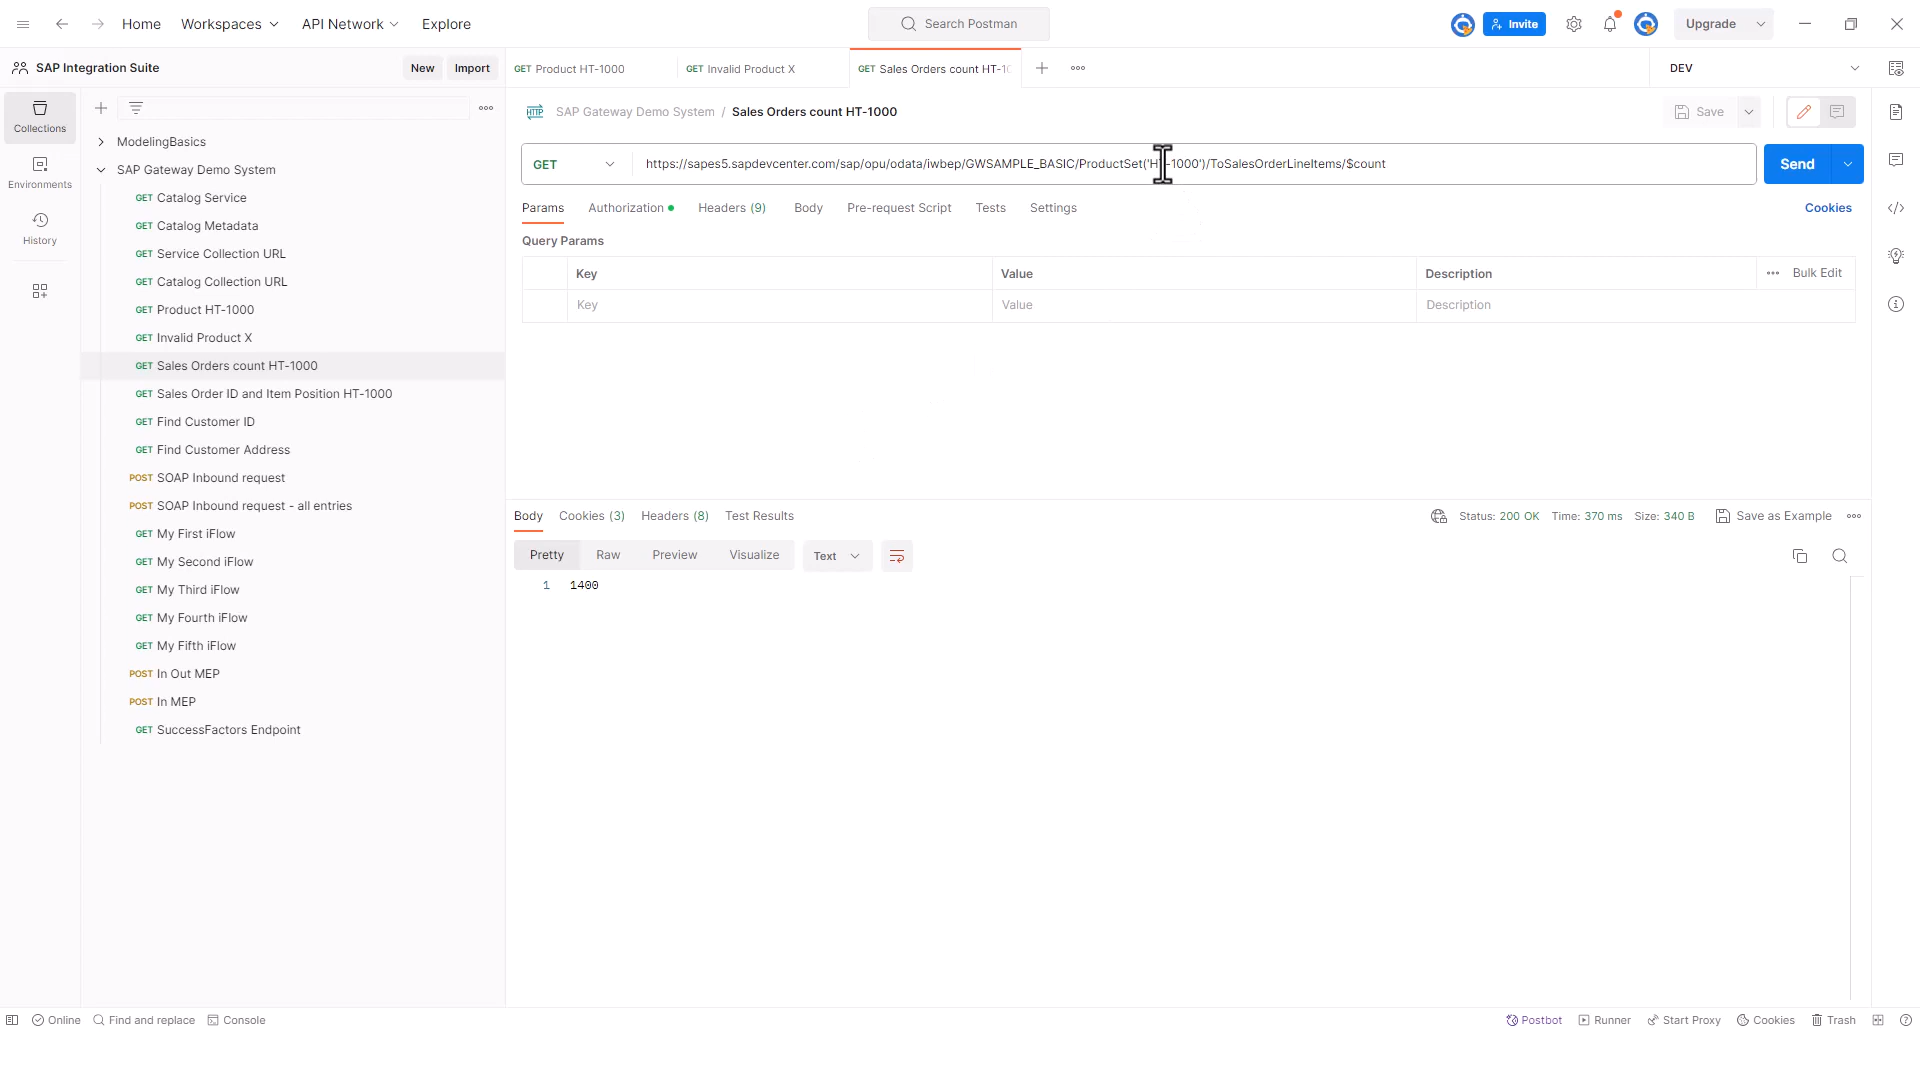 Home
Workspaces
API Network
Explore
Search Postman
Invite
Upgrade
SAP Integration Suite
New
Import
GET Product HT-1000
GET Invalid Product X
GET Sales Orders count HT-10
DEV
Collections
Environments
History
ModelingBasics
SAP Gateway Demo System
GET Catalog Service
GET Catalog Metadata
GET Service Collection URL
GET Catalog Collection URL
GET Product HT-1000
GET Invalid Product X
GET Sales Orders count HT-1000
GET Sales Order ID and Item Position HT-1000
GET Find Customer ID
GET Find Customer Address
POST SOAP Inbound request
POST SOAP Inbound request - all entries
GET My First iFlow
GET My Second iFlow
GET My Third iFlow
GET My Fourth iFlow
GET My Fifth iFlow
POST In Out MEP
POST In MEP
GET SuccessFactors Endpoint
HTTP
SAP Gateway Demo System / Sales Orders count HT-1000
Save
GET
https://sapes5.sapdevcenter.com/sap/opu/odata/iwbep/GWSAMPLE_BASIC/ProductSet('HT-1000')/ToSalesOrderLineItems/$count
Send
Params
Authorization
Headers (9)
Body
Pre-request Script
Tests
Settings
Cookies
Query Params
Key
Value
Description
Bulk Edit
Key
Value
Description
Body
Cookies (3)
Headers (8)
Test Results
Status: 200 OK
Time: 370 ms
Size: 340 B
Save as Example
Pretty
Raw
Preview
Visualize
Text
1 1400
Online
Find and replace
Console
Postbot
Runner
Start Proxy
Cookies
Trash